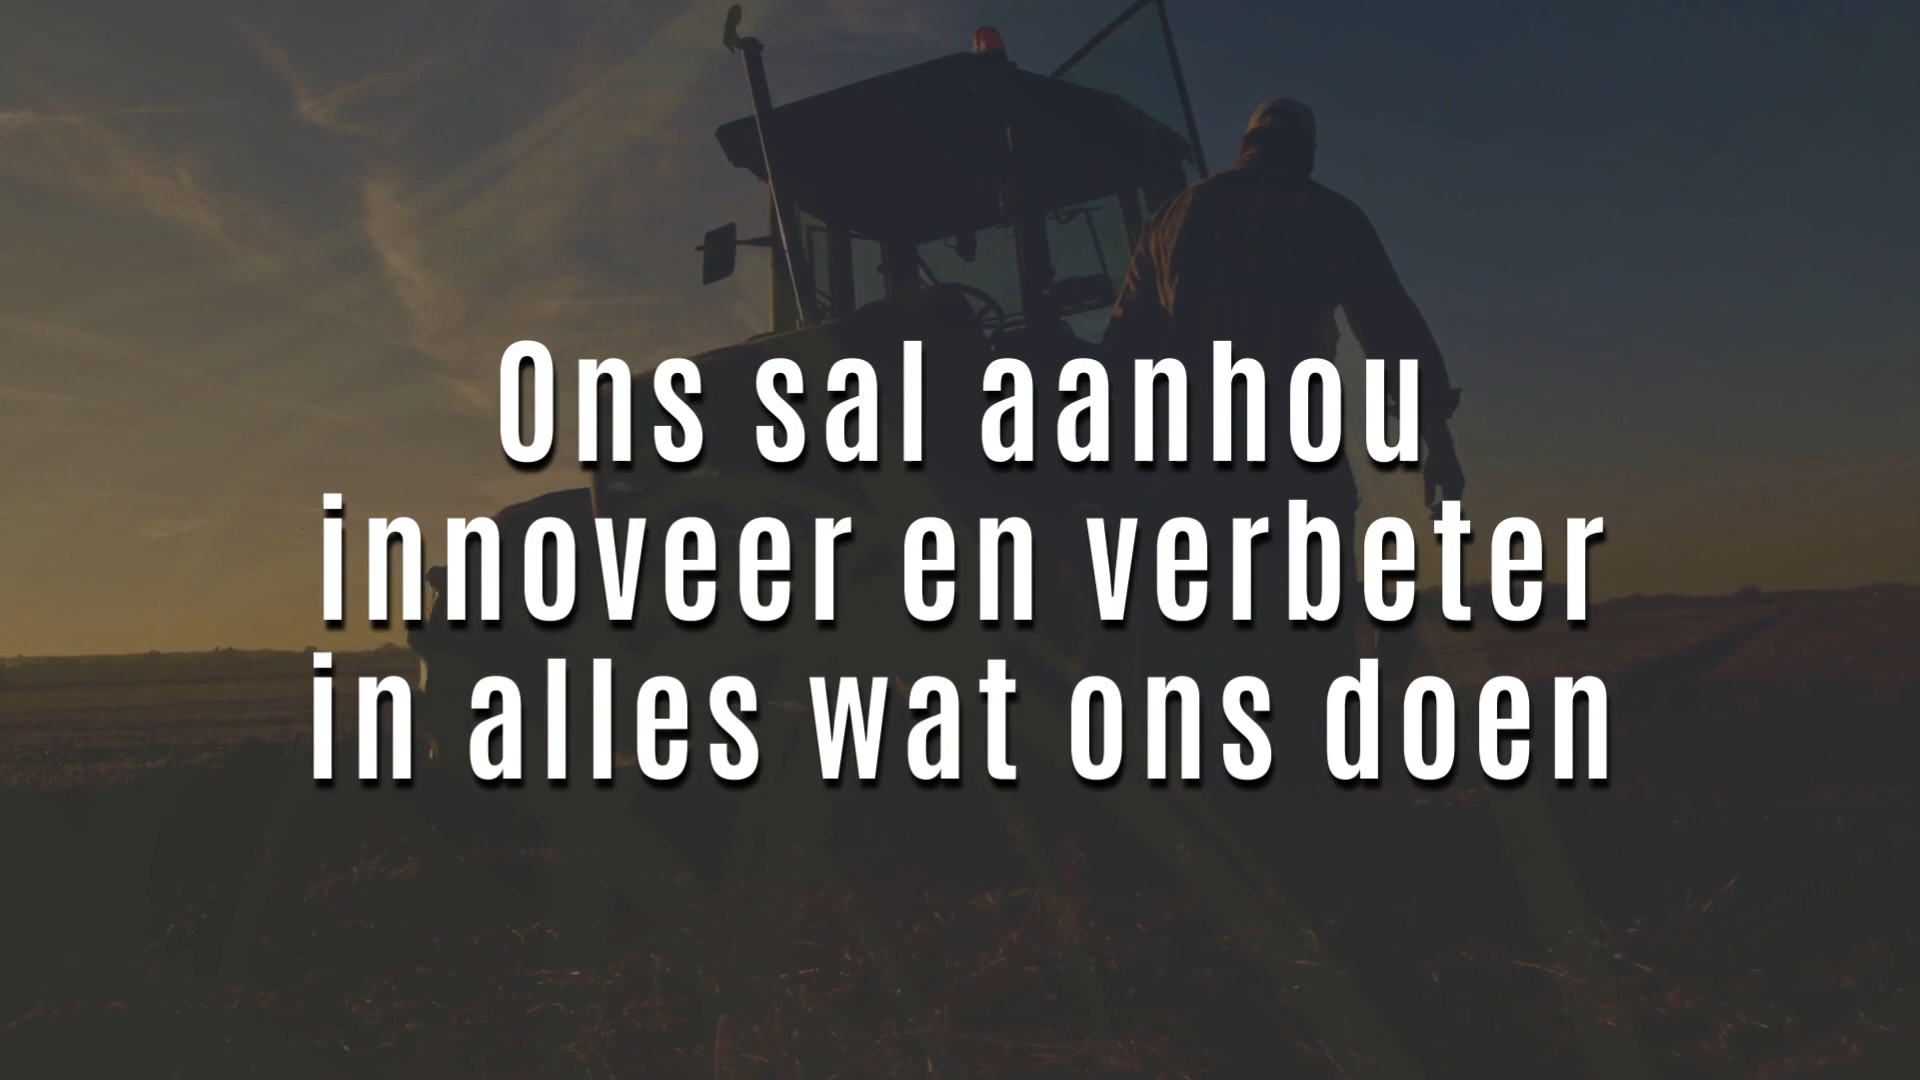 Ons sal aanhou
innoveer en verbeter
in alles wat ons doen